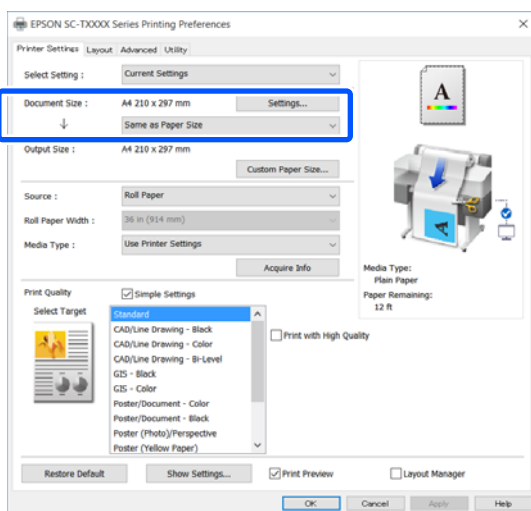 EPSON SC-TXXXX Series Printing Preferences
Printer Settings Layout Advanced Utility
Select Setting : Current Settings
Document Size : A4 210 x 297 mm Settings...
Same as Paper Size
Output Size : A4 210 x 297 mm
Custom Paper Size...
Source : Roll Paper
Roll Paper Width : 36 in (914 mm)
Media Type : Use Printer Settings
Acquire Info
A
A
Media Type:
Plain Paper
Paper Remaining:
12 ft
Print Quality Simple Settings
Select Target
Standard
CAD/Line Drawing - Black
CAD/Line Drawing - Color
CAD/Line Drawing - Bi-Level
GIS - Black
GIS - Color
Poster/Document - Color
Poster/Document - Black
Poster (Photo)/Perspective
Poster (Yellow Paper)
Print with High Quality
Restore Default Show Settings... Print Preview Layout Manager
OK Cancel Apply Help